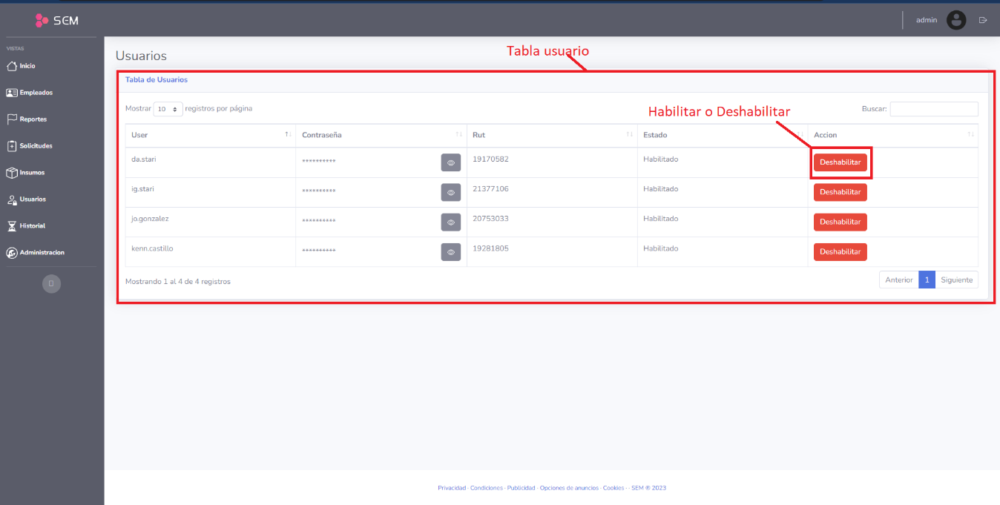 SEM
admin
VISTAS
Inicio
Empleados
Reportes
Solicitudes
Insumos
Usuarios
Historial
Administracion
Usuarios
Tabla usuario
Tabla de Usuarios
Mostrar 10 registros por página
Habilitar o Deshabilitar
Buscar:
User Contraseña Rut Estado Accion
da.stari ********** 19170582 Habilitado Deshabilitar
ig.stari ********** 21377106 Habilitado Deshabilitar
jo.gonzalez ********** 20753033 Habilitado Deshabilitar
kenn.castillo ********** 19281805 Habilitado Deshabilitar
Mostrando 1 al 4 de 4 registros
Anterior 1 Siguiente
Privacidad · Condiciones · Publicidad · Opciones de anuncios · Cookies · · SEM ® 2023